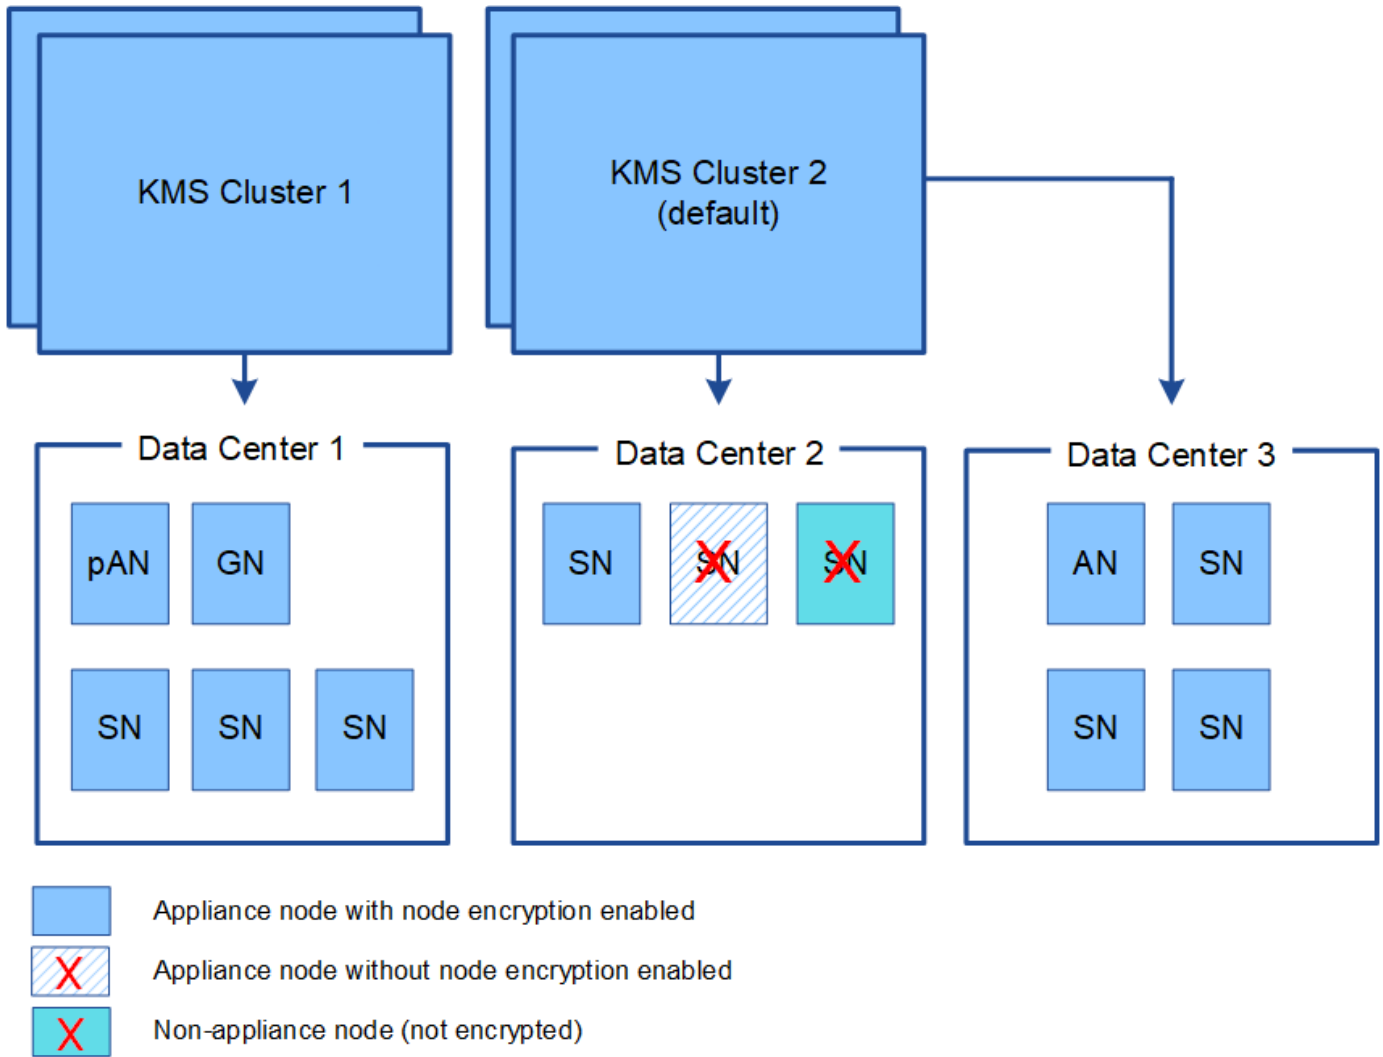 KMS Cluster 1
KMS Cluster 2
(default)
Data Center 1
Data Center 2
Data Center 3
pAN
GN
SN
SN
SN
SN
SN
SN
AN
SN
SN
SN
X Appliance node with node encryption enabled
X Appliance node without node encryption enabled
X Non-appliance node (not encrypted)